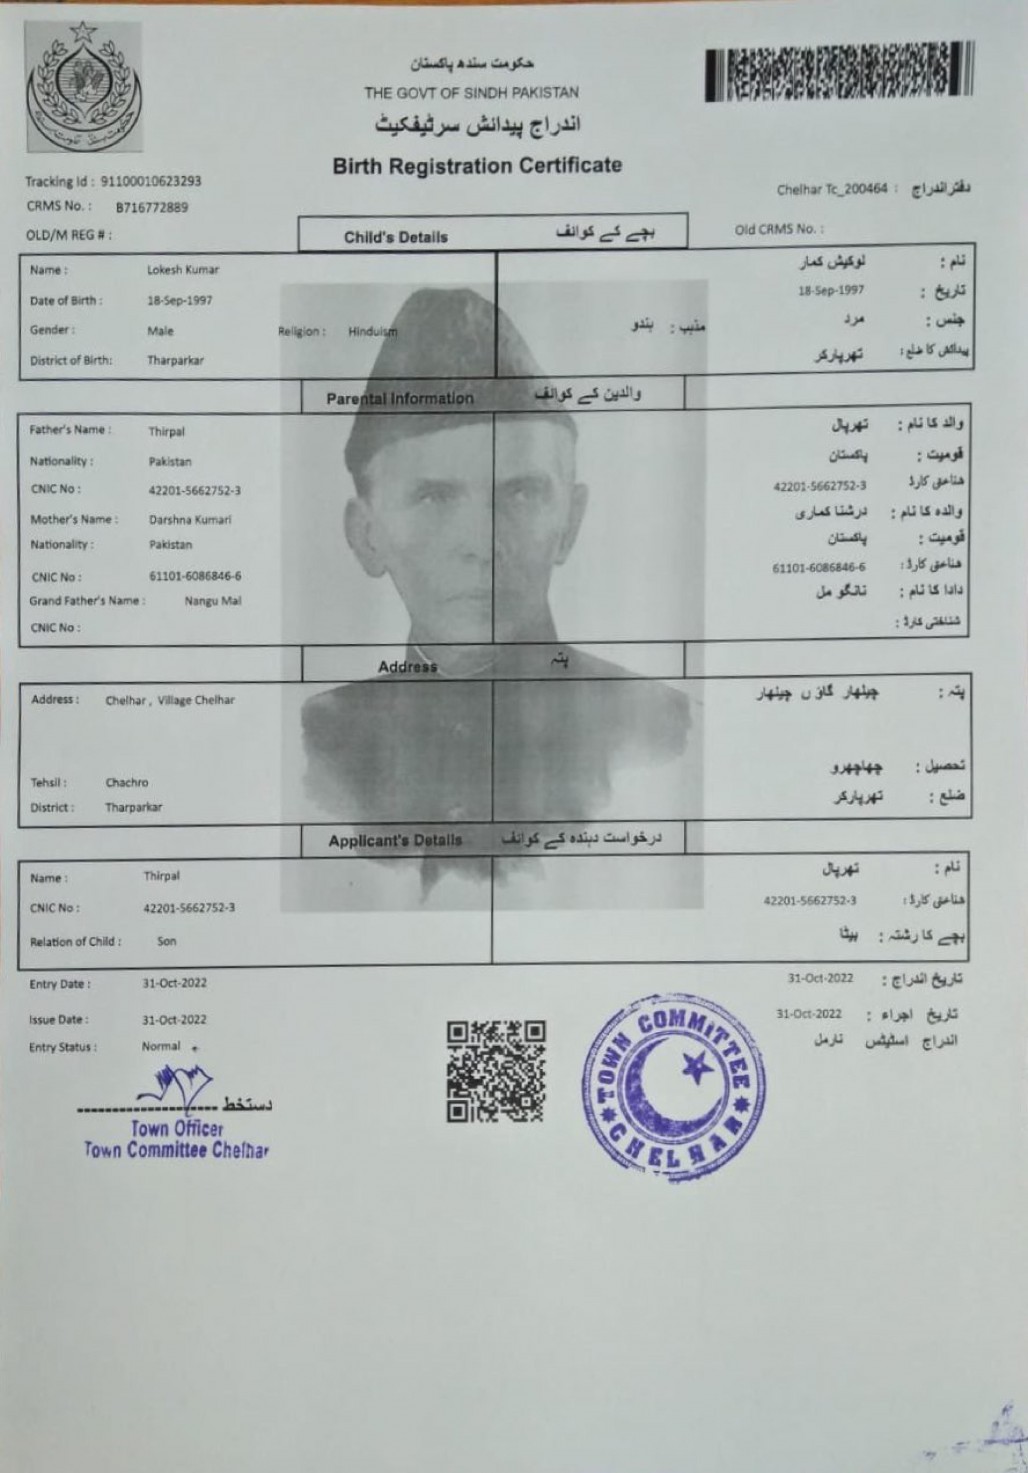 حکومت سندھ پاکستان
THE GOVT OF SINDH PAKISTAN
اندراج پیدائش سرٹیفکیٹ
Birth Registration Certificate
Tracking Id : 91100010623293
Chelhar Tc_200464 : دفتراندراج
CRMS No. : B716772889
OLD/M REG # :
Old CRMS No. :
Child's Details بچے کے کوائف
Name : Lokesh Kumar لوکیش کمار نام :
Date of Birth : 18-Sep-1997 18-Sep-1997 تاریخ :
Gender : Male Religion : Hinduism مذہب : ہندو مرد جنس :
District of Birth: Tharparkar تھرپارکر پیدائش کا ضلع :
Parental Information والدین کے کوائف
Father's Name : Thirpal تھرپال والد کا نام :
Nationality : Pakistan پاکستان قومیت :
CNIC No : 42201-5662752-3 42201-5662752-3 شناختی کارڈ
Mother's Name : Darshna Kumari درشنا کماری والدہ کا نام :
Nationality : Pakistan پاکستان قومیت :
CNIC No : 61101-6086846-6 61101-6086846-6 شناختی کارڈ :
Grand Father's Name : Nangu Mal نانگو مل دادا کا نام :
CNIC No : شناختی کارڈ :
Address پتہ
Address : Chelhar , Village Chelhar چیلھار گاؤ ں چیلھار پتہ :
Tehsil : Chachro چھاچھرو تحصیل :
District : Tharparkar تھرپارکر ضلع :
Applicant's Details درخواست دہندہ کے کوائف
Name : Thirpal تھرپال نام :
CNIC No : 42201-5662752-3 42201-5662752-3 شناختی کارڈ :
Relation of Child : Son بیٹا بچے کا رشتہ :
Entry Date : 31-Oct-2022 31-Oct-2022 تاریخ اندراج :
Issue Date : 31-Oct-2022 31-Oct-2022 تاریخ اجراء :
Entry Status : Normal نارمل اندراج اسٹیٹس
دستخط
Town Officer
Town Committee Chelhar
TOWN COMMITTEE
CHELHAR